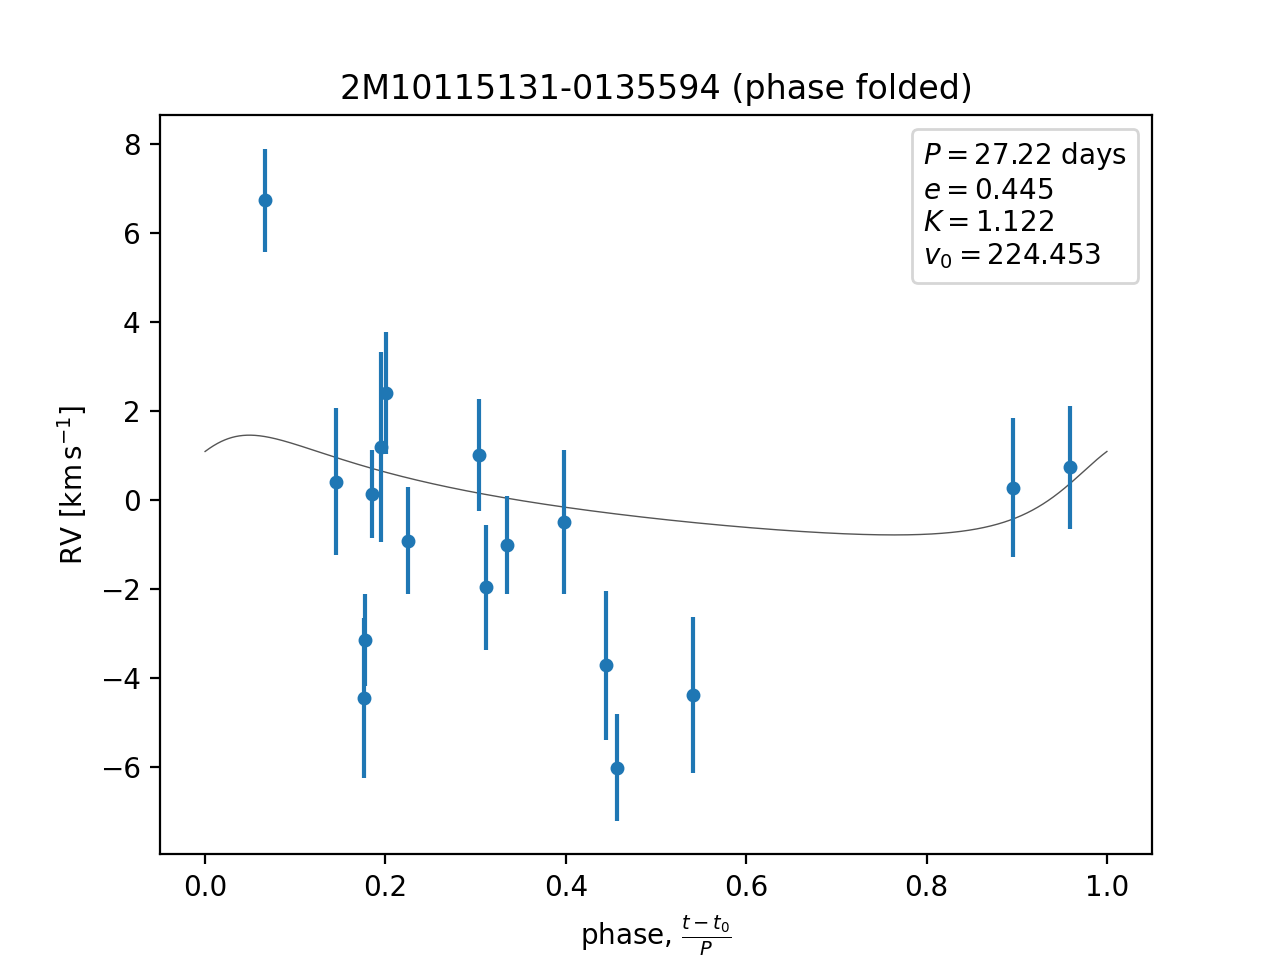 2M10115131-0135594 (phase folded)
P = 27.22 days
e = 0.445
K = 1.122
v₀ = 224.453
8
6
4
2
0
−2
−4
−6
RV [km s⁻¹]
0.0 0.2 0.4 0.6 0.8 1.0
phase, (t − t₀)/P